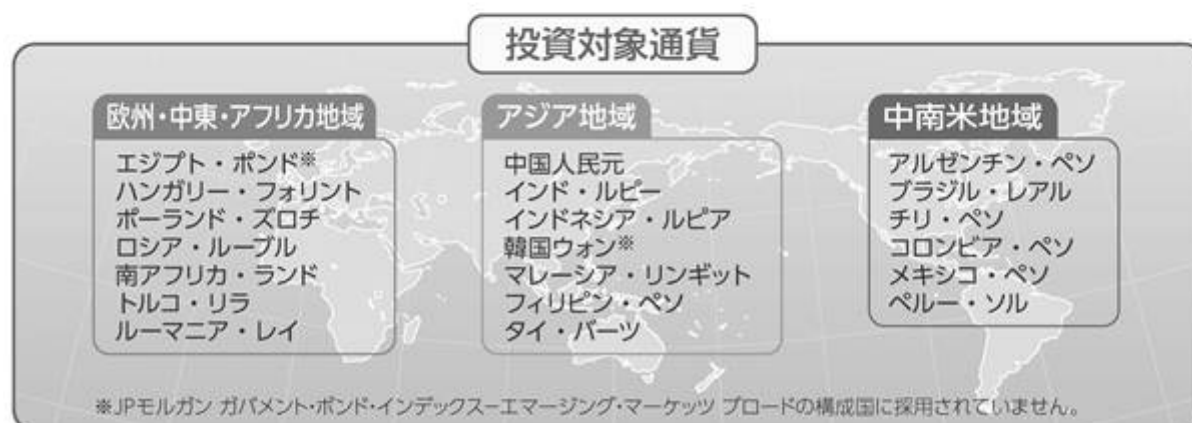 投資対象通貨
欧州・中東・アフリカ地域
エジプト・ポンド※
ハンガリー・フォリント
ポーランド・ズロチ
ロシア・ルーブル
南アフリカ・ランド
トルコ・リラ
ルーマニア・レイ
アジア地域
中国人民元
インド・ルピー
インドネシア・ルピア
韓国ウォン※
マレーシア・リンギット
フィリピン・ペソ
タイ・バーツ
中南米地域
アルゼンチン・ペソ
ブラジル・レアル
チリ・ペソ
コロンビア・ペソ
メキシコ・ペソ
ペルー・ソル
※JPモルガン ガバメント・ボンド・インデックス−エマージング・マーケッツ ブロードの構成国に採用されていません。